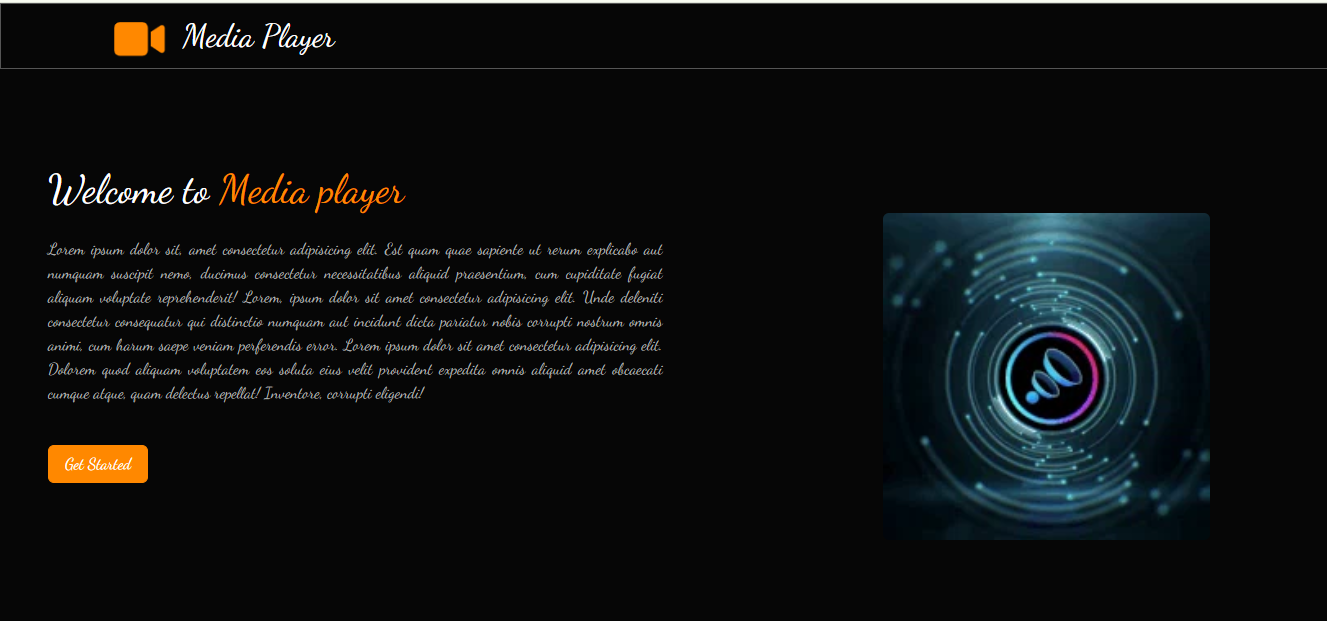 Media Player
Welcome to Media player
Lorem ipsum dolor sit, amet consectetur adipisicing elit. Est quam quae sapiente ut rerum explicabo aut
numquam suscipit nemo, ducimus consectetur necessitatibus aliquid praesentium, cum cupiditate fugiat
aliquam voluptate reprehenderit! Lorem, ipsum dolor sit amet consectetur adipisicing elit. Unde deleniti
consectetur consequatur qui distinctio numquam aut incidunt dicta pariatur nobis corrupti nostrum omnis
animi, cum harum saepe veniam perferendis error. Lorem ipsum dolor sit amet consectetur adipisicing elit.
Dolorem quod aliquam voluptatem eos soluta eius velit provident expedita omnis aliquid amet obcaecati
cumque atque, quam delectus repellat! Inventore, corrupti eligendi!
Get Started